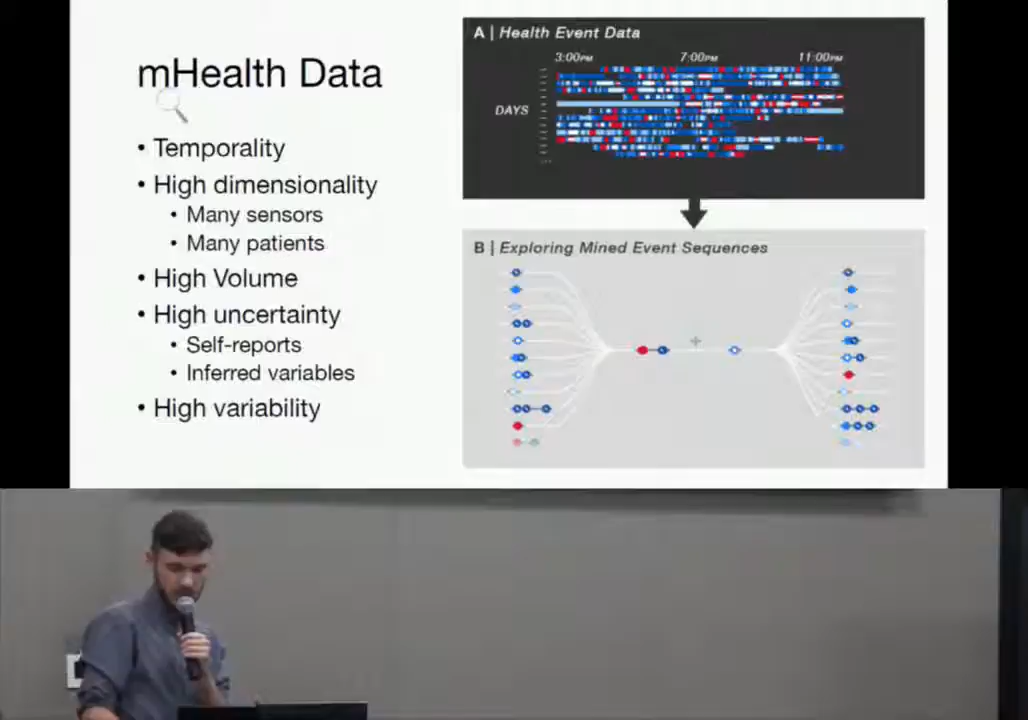 mHealth Data
• Temporality
• High dimensionality
• Many sensors
• Many patients
• High Volume
• High uncertainty
• Self-reports
• Inferred variables
• High variability
A | Health Event Data
3:00PM 7:00PM 11:00PM
DAYS
B | Exploring Mined Event Sequences